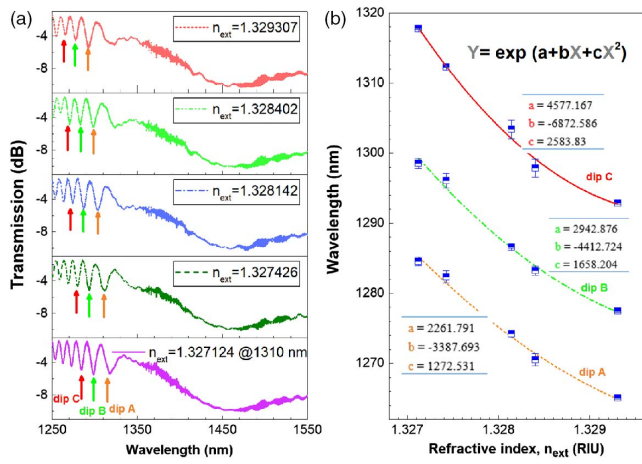 (a)
n_ext=1.329307
n_ext=1.328402
n_ext=1.328142
n_ext=1.327426
n_ext=1.327124 @1310 nm
dip C
dip B
dip A
-4
-8
-4
-8
-4
-8
-4
-8
-4
-8
Transmission (dB)
1250
1350
1450
1550
Wavelength (nm)
(b)
Y= exp (a+bX+cX²)
a = 4577.167
b = -6872.586
c = 2583.83
dip C
a = 2942.876
b = -4412.724
c = 1658.204
dip B
a = 2261.791
b = -3387.693
c = 1272.531
dip A
1320
1310
1300
1290
1280
1270
Wavelength (nm)
1.327
1.328
1.329
Refractive index, n_ext (RIU)